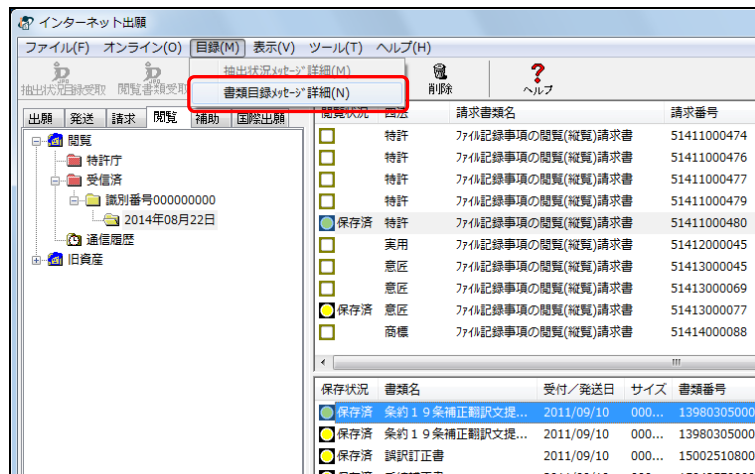 インターネット出願
ファイル(F) オンライン(O) 目録(M) 表示(V) ツール(T) ヘルプ(H)
抽出状況目録受取 閲覧書類受取 削除 ヘルプ
抽出状況ﾒｯｾｰｼﾞ詳細(M)
書類目録ﾒｯｾｰｼﾞ詳細(N)
出願 発送 請求 閲覧 補助 国際出願
閲覧
特許庁
受信済
識別番号000000000
2014年08月22日
通信履歴
旧資産
閲覧状況 四法 請求書類名 請求番号
特許 ﾌｧｲﾙ記録事項の閲覧(縦覧)請求書 51411000474
特許 ﾌｧｲﾙ記録事項の閲覧(縦覧)請求書 51411000476
特許 ﾌｧｲﾙ記録事項の閲覧(縦覧)請求書 51411000477
特許 ﾌｧｲﾙ記録事項の閲覧(縦覧)請求書 51411000479
保存済 特許 ﾌｧｲﾙ記録事項の閲覧(縦覧)請求書 51411000480
実用 ﾌｧｲﾙ記録事項の閲覧(縦覧)請求書 51412000045
意匠 ﾌｧｲﾙ記録事項の閲覧(縦覧)請求書 51413000045
意匠 ﾌｧｲﾙ記録事項の閲覧(縦覧)請求書 51413000069
保存済 意匠 ﾌｧｲﾙ記録事項の閲覧(縦覧)請求書 51413000077
商標 ﾌｧｲﾙ記録事項の閲覧(縦覧)請求書 51414000088
保存状況 書類名 受付／発送日 サイズ 書類番号
保存済 条約１９条補正翻訳文提... 2011/09/10 000... 13980305000
保存済 条約１９条補正翻訳文提... 2011/09/10 000... 13980305000
保存済 誤訳訂正書 2011/09/10 000... 15002510800